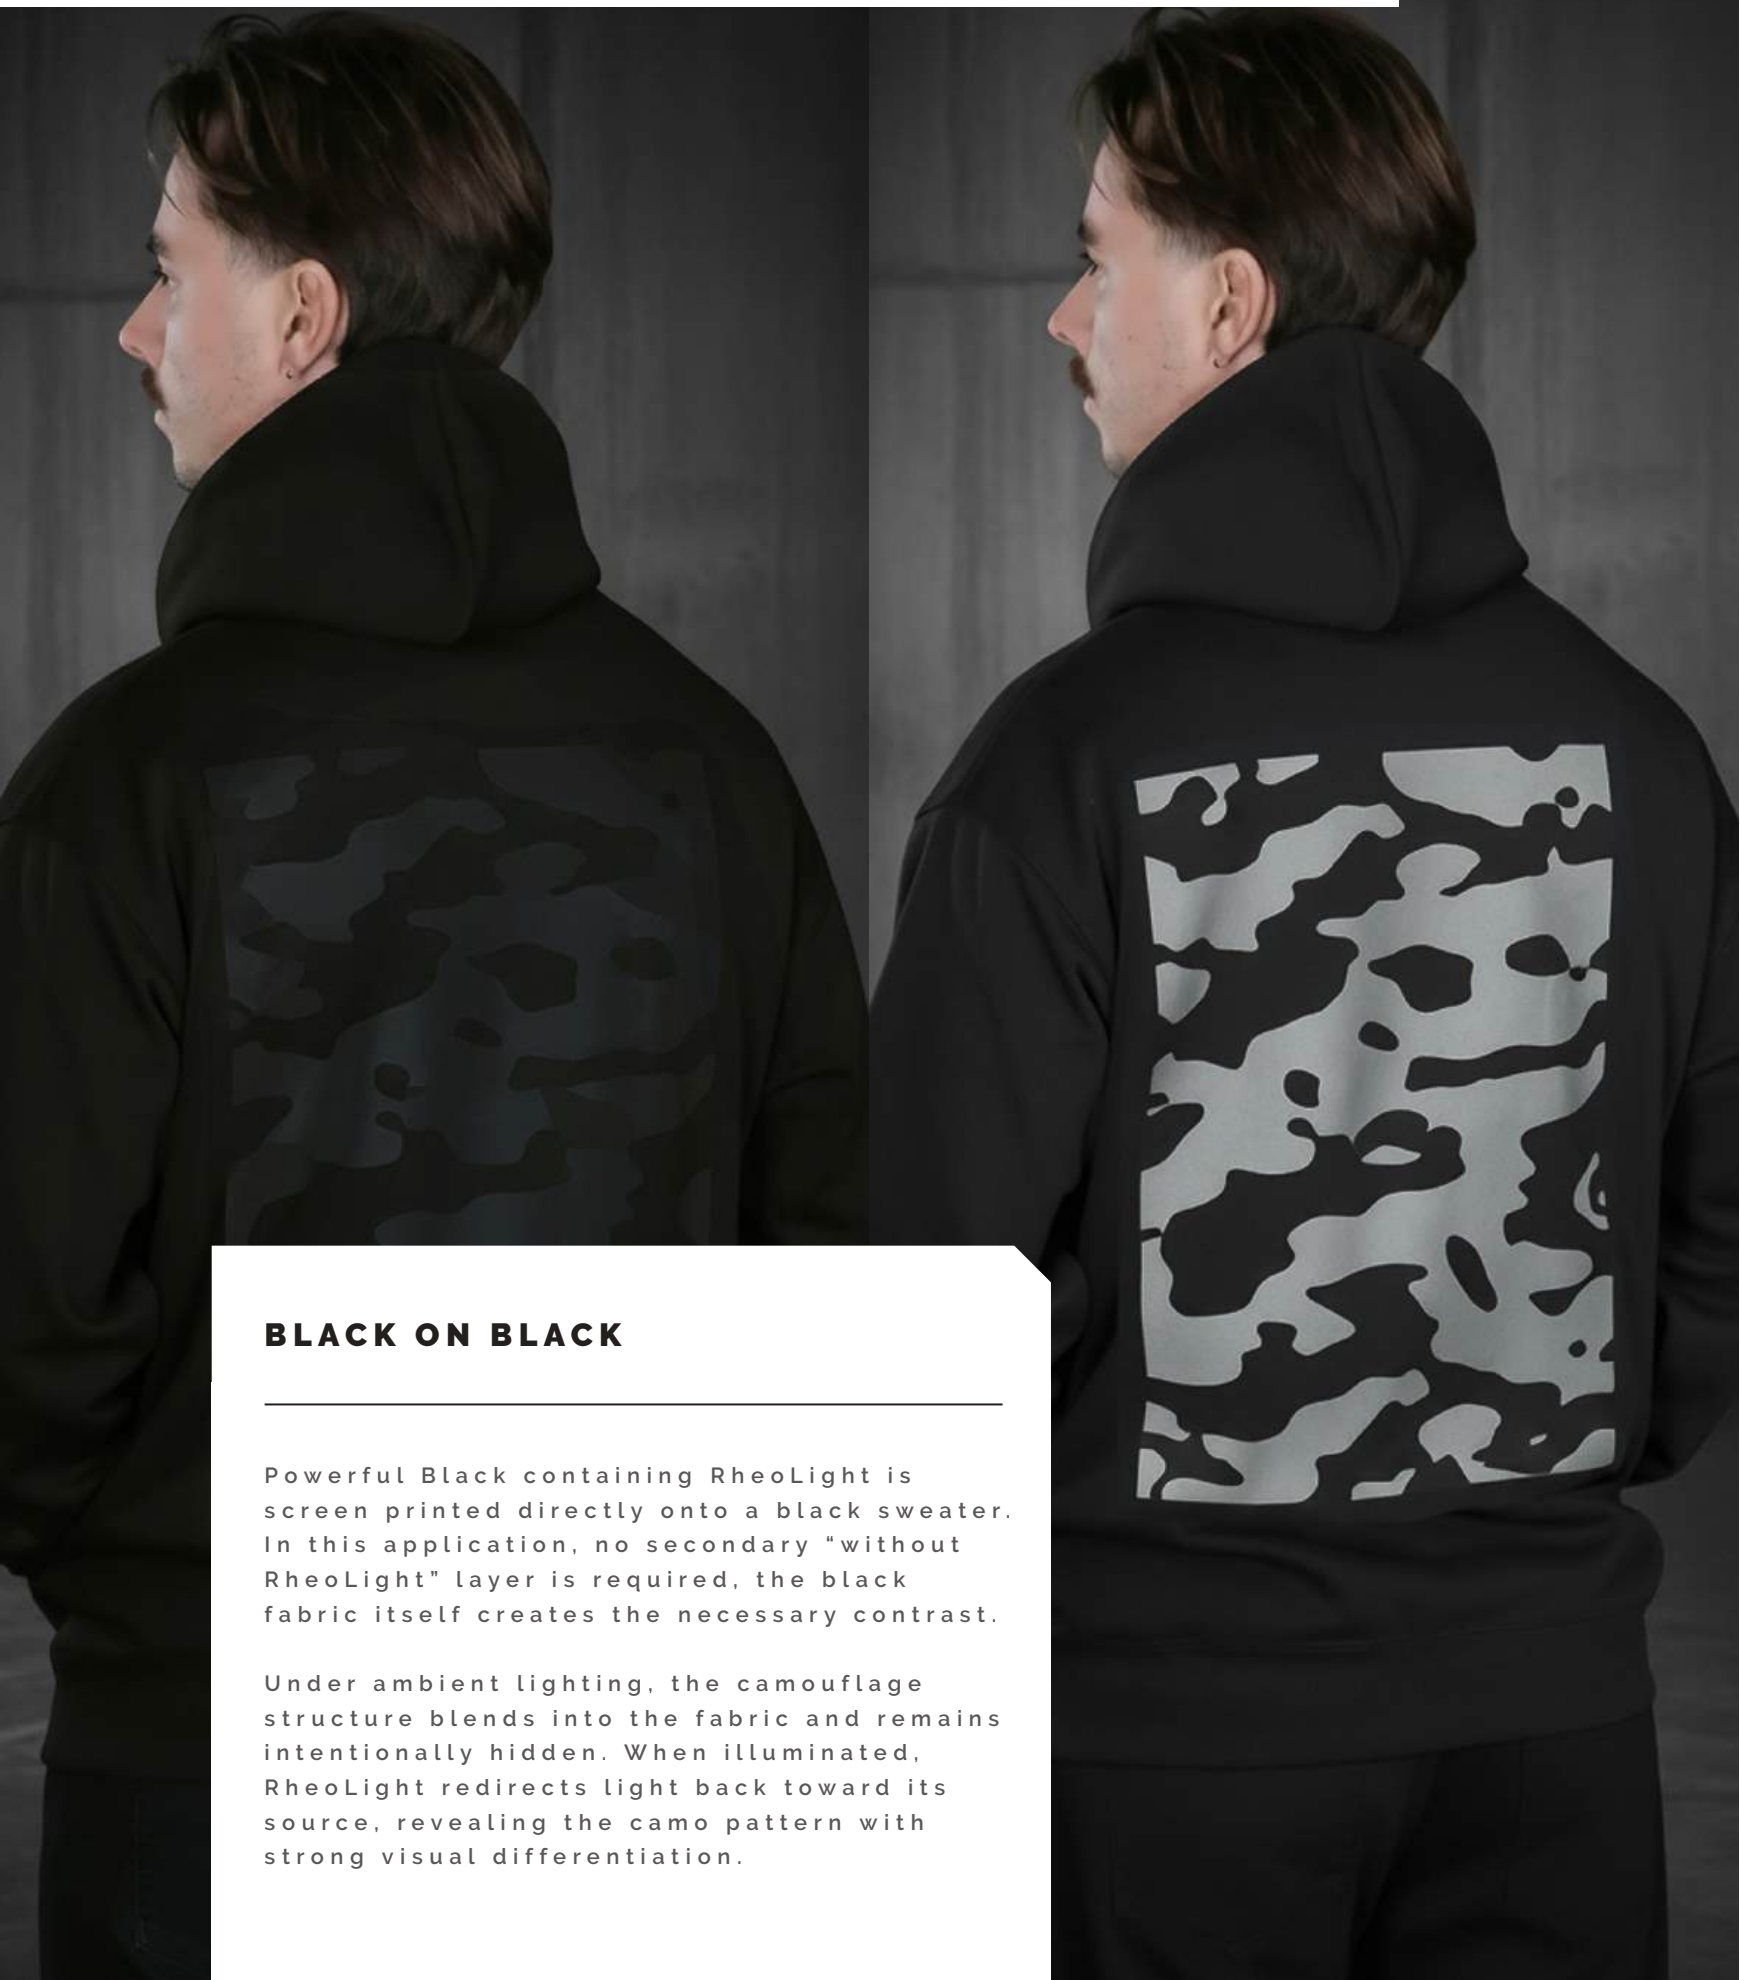 BLACK ON BLACK
Powerful Black containing RheoLight is
screen printed directly onto a black sweater.
In this application, no secondary “without
RheoLight” layer is required, the black
fabric itself creates the necessary contrast.
Under ambient lighting, the camouflage
structure blends into the fabric and remains
intentionally hidden. When illuminated,
RheoLight redirects light back toward its
source, revealing the camo pattern with
strong visual differentiation.